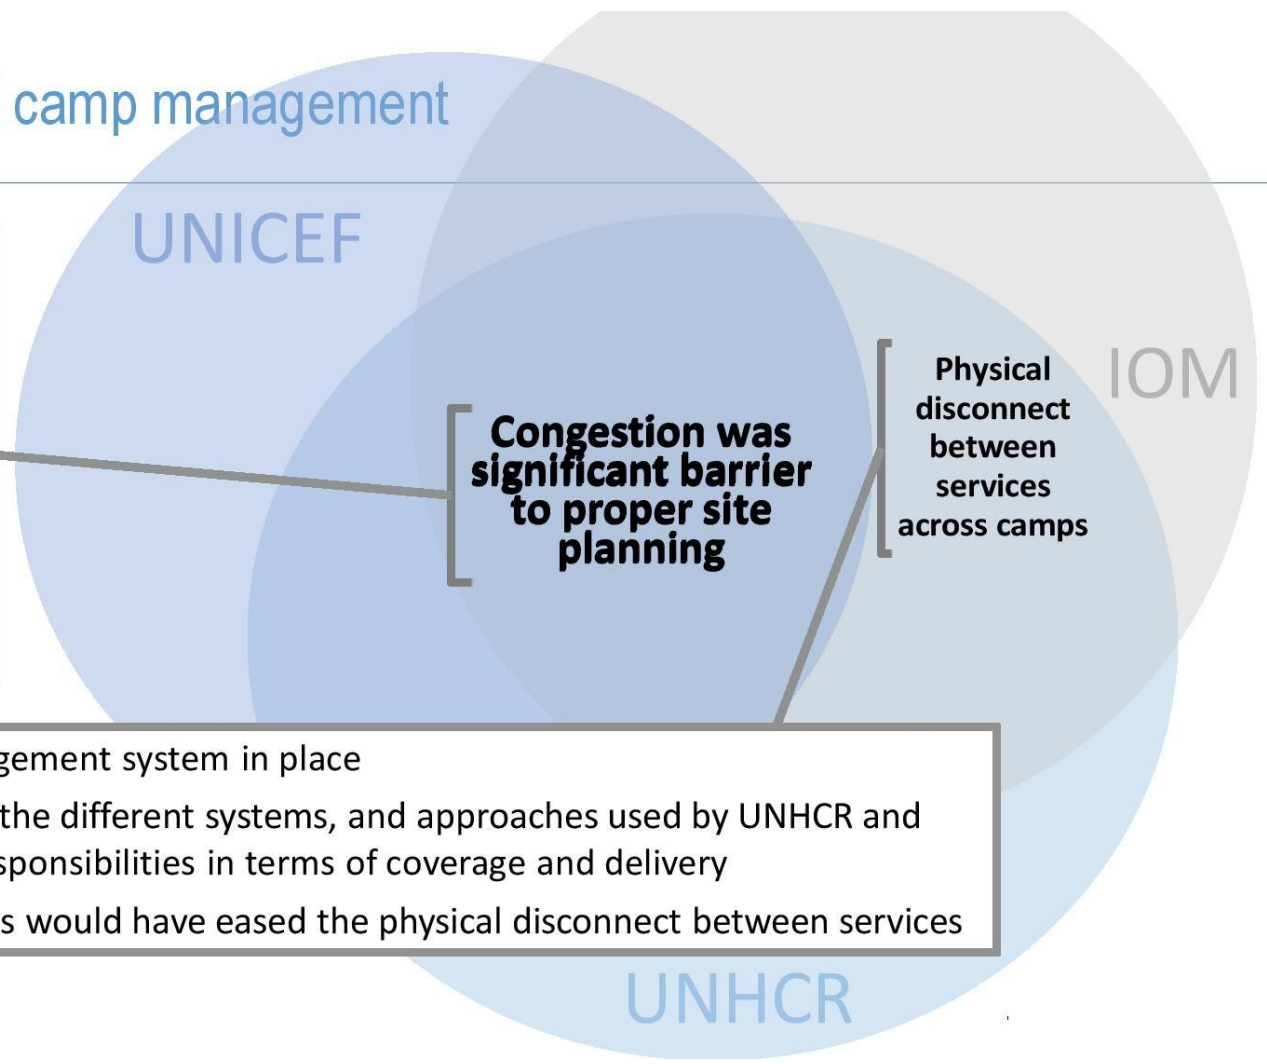 camp management
UNICEF
IOM
Physical
disconnect
between
services
across camps
Congestion was
significant barrier
to proper site
planning
gement system in place
the different systems, and approaches used by UNHCR and
sponsibilities in terms of coverage and delivery
s would have eased the physical disconnect between services
UNHCR